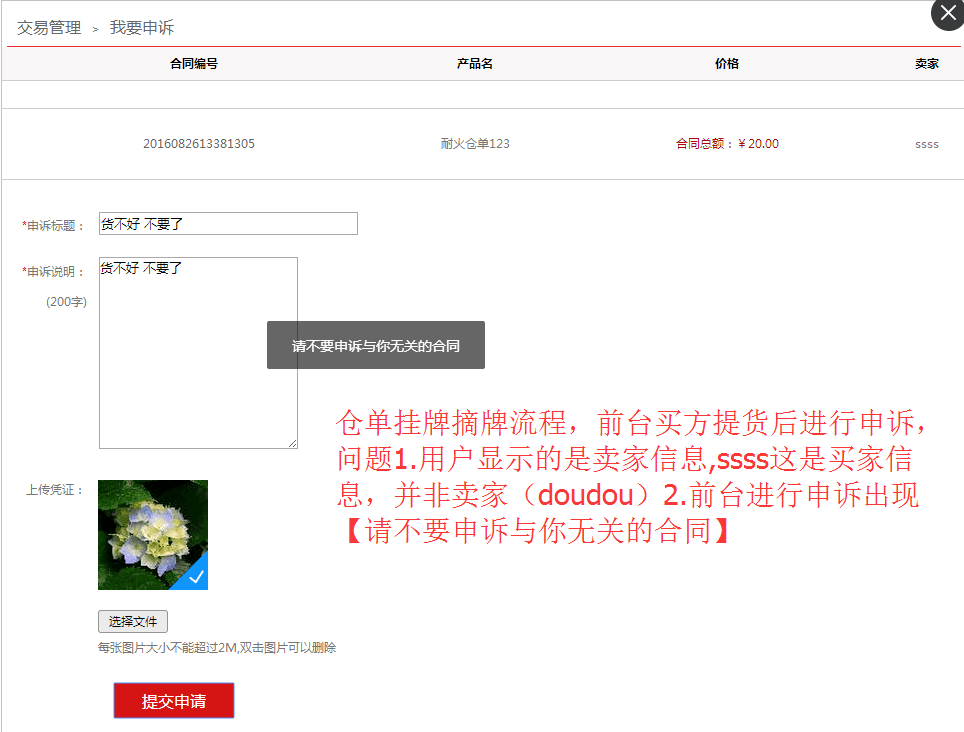 交易管理 > 我要申诉
合同编号 产品名 价格 卖家
2016082613381305 耐火仓单123 合同总额：￥20.00 ssss
*申诉标题： 货不好 不要了
*申诉说明： 货不好 不要了
(200字)
请不要申诉与你无关的合同
仓单挂牌摘牌流程，前台买方提货后进行申诉，
问题1.用户显示的是卖家信息,ssss这是买家信
息，并非卖家（doudou）2.前台进行申诉出现
【请不要申诉与你无关的合同】
上传凭证：
选择文件
每张图片大小不能超过2M,双击图片可以删除
提交申请